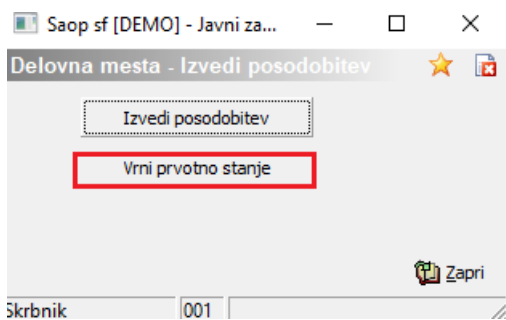 Saop sf [DEMO] - Javni za...
Delovna mesta - Izvedi posodobitev
Izvedi posodobitev
Vrni prvotno stanje
Zapri
Skrbnik 001